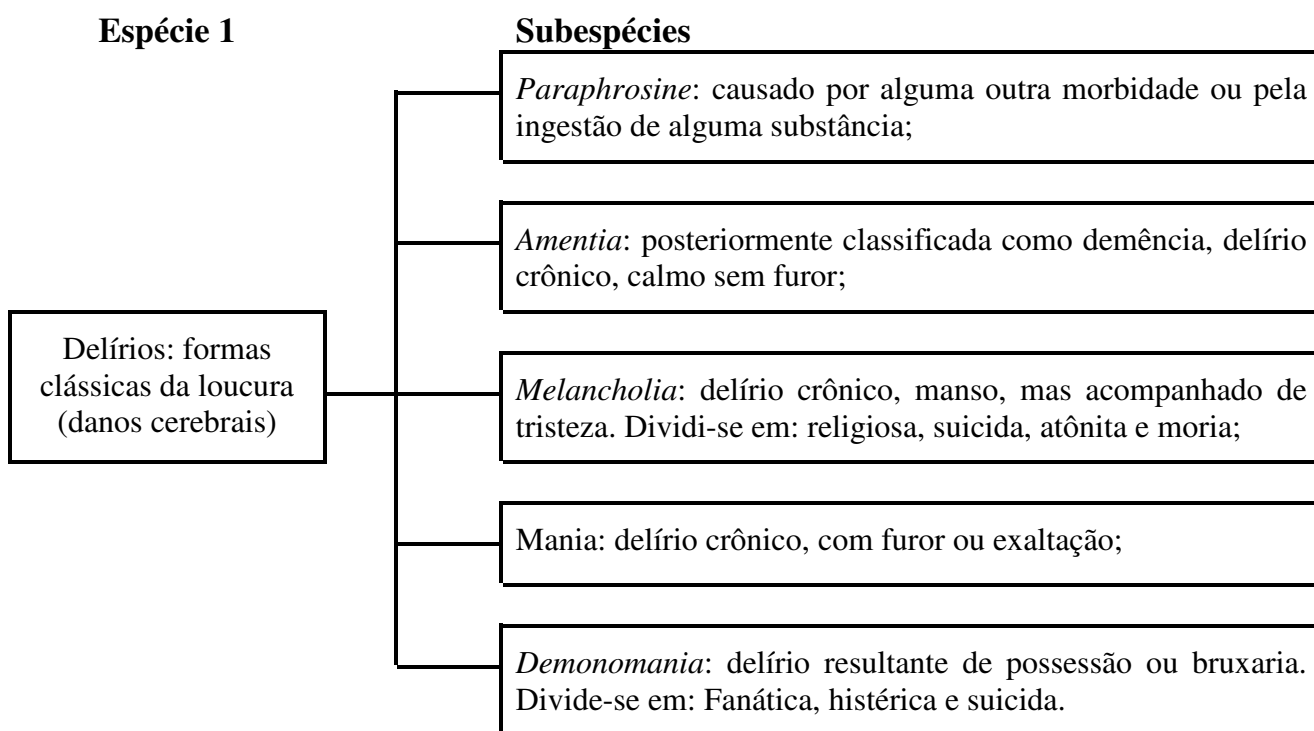 Espécie 1
Subespécies
Paraphrosine: causado por alguma outra morbidade ou pela
ingestão de alguma substância;
Amentia: posteriormente classificada como demência, delírio
crônico, calmo sem furor;
Delírios: formas
clássicas da loucura
(danos cerebrais)
Melancholia: delírio crônico, manso, mas acompanhado de
tristeza. Dividi-se em: religiosa, suicida, atônita e moria;
Mania: delírio crônico, com furor ou exaltação;
Demonomania: delírio resultante de possessão ou bruxaria.
Divide-se em: Fanática, histérica e suicida.